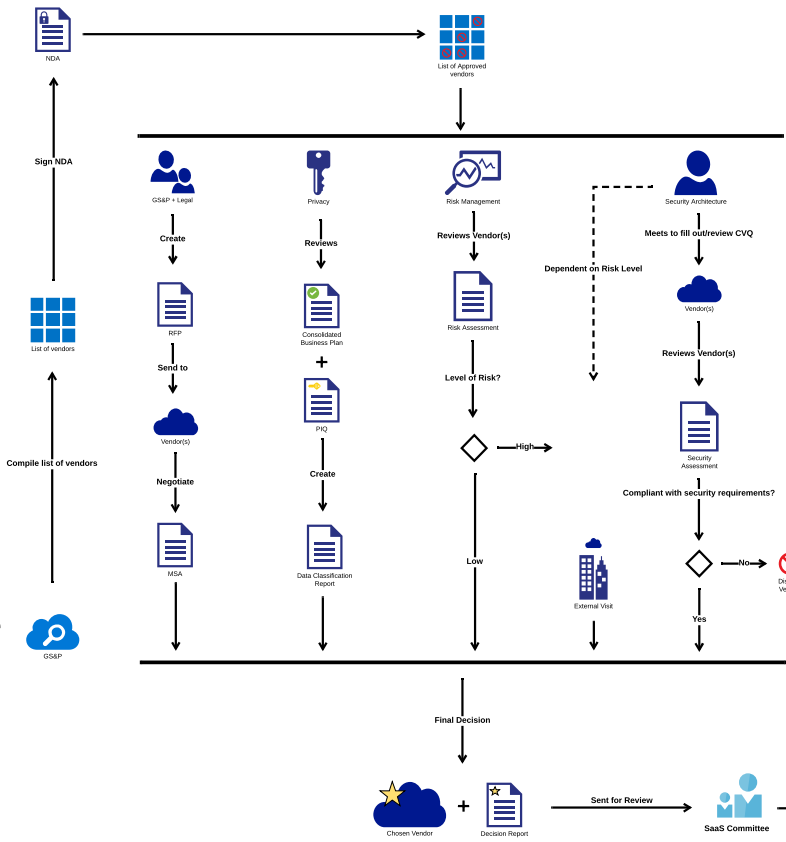 NDA
List of Approved
vendors
Sign NDA
GS&P + Legal
Privacy
Risk Management
Security Architecture
Create
Reviews
Reviews Vendor(s)
Meets to fill out/review CVQ
Dependent on Risk Level
List of vendors
RFP
Consolidated
Business Plan
Risk Assessment
Vendor(s)
Send to
Level of Risk?
Reviews Vendor(s)
Vendor(s)
PIQ
High
Security
Assessment
Compile list of vendors
Negotiate
Create
Compliant with security requirements?
MSA
Data Classification
Report
Low
External Visit
No
Yes
GS&P
Final Decision
Chosen Vendor
Decision Report
Sent for Review
SaaS Committee